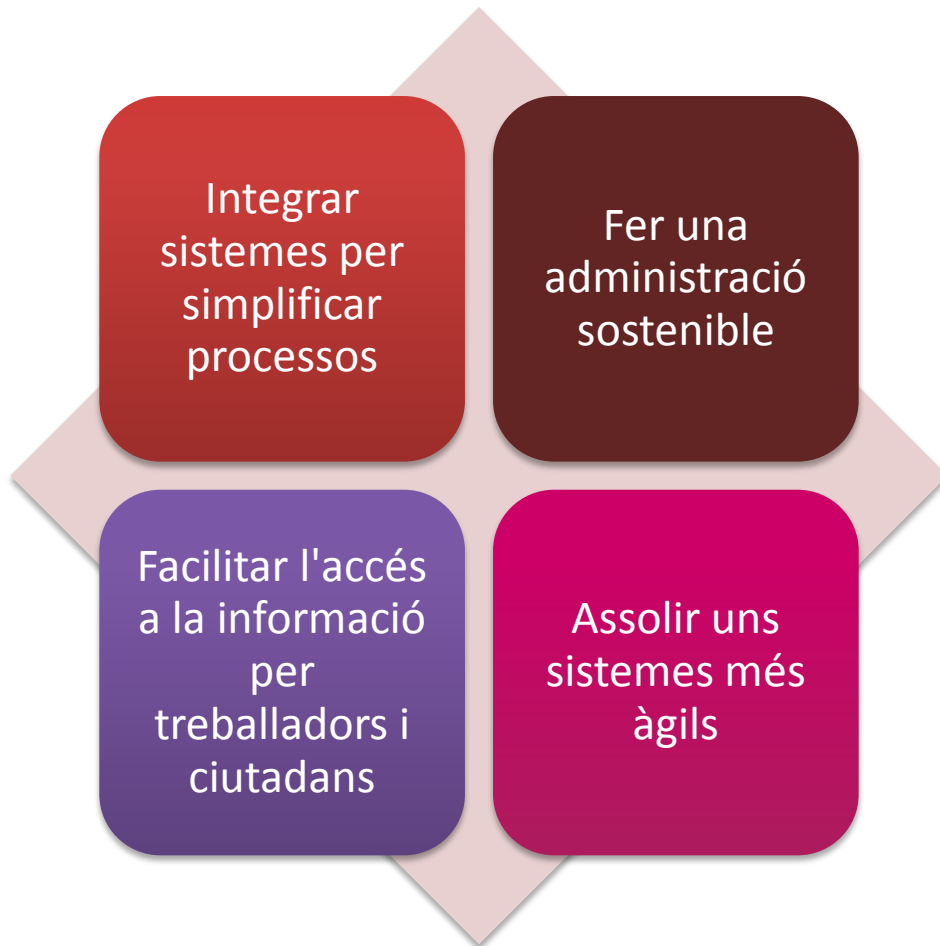 Integrar
sistemes per
simplificar
processos
Fer una
administració
sostenible
Facilitar l'accés
a la informació
per
treballadors i
ciutadans
Assolir uns
sistemes més
àgils